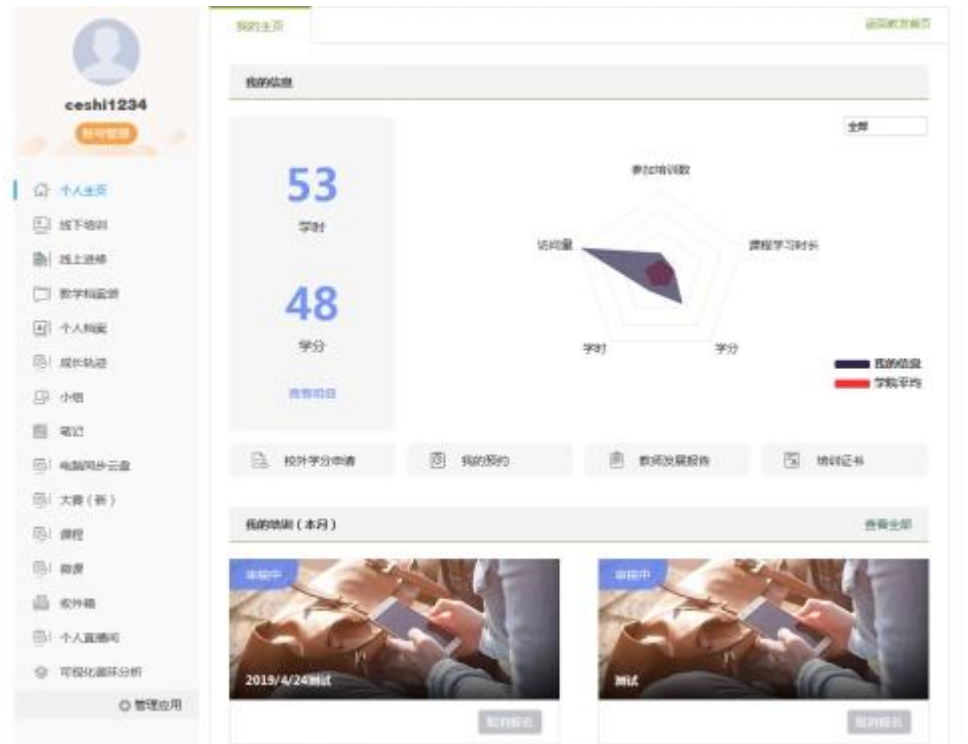 我的主页
返回教发首页
ceshi1234
账号管理
个人主页
线下培训
线上进修
教学档案袋
个人档案
成长轨迹
小组
笔记
电脑同步云盘
大赛(新)
课程
微课
收件箱
个人直播间
可视化循环分析
管理应用
我的信息
53
学时
48
学分
查看明细
全部
参加培训数
访问量
课程学习时长
学时
学分
我的信息
学院平均
校外学分申请
我的预约
教师发展报告
培训证书
我的培训(本月)
查看全部
审核中
2019/4/24测试
取消报名
审核中
测试
取消报名